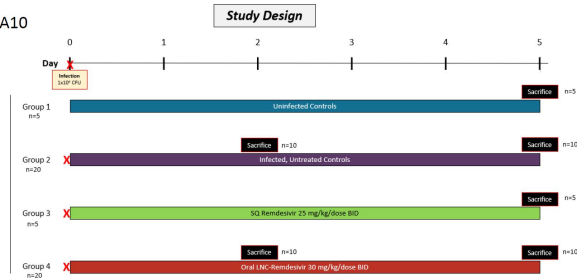 A10
Study Design
0 1 2 3 4 5
Day
X
Infection
1x10⁵ CFU
Sacrifice n=5
Group 1
n=5
Uninfected Controls
Sacrifice n=10
Sacrifice n=10
Group 2
n=20
X
Infected, Untreated Controls
Sacrifice n=5
Group 3
n=5
X
SQ Remdesivir 25 mg/kg/dose BID
Sacrifice n=10
Sacrifice n=10
Group 4
n=20
X
Oral LNC-Remdesivir 30 mg/kg/dose BID